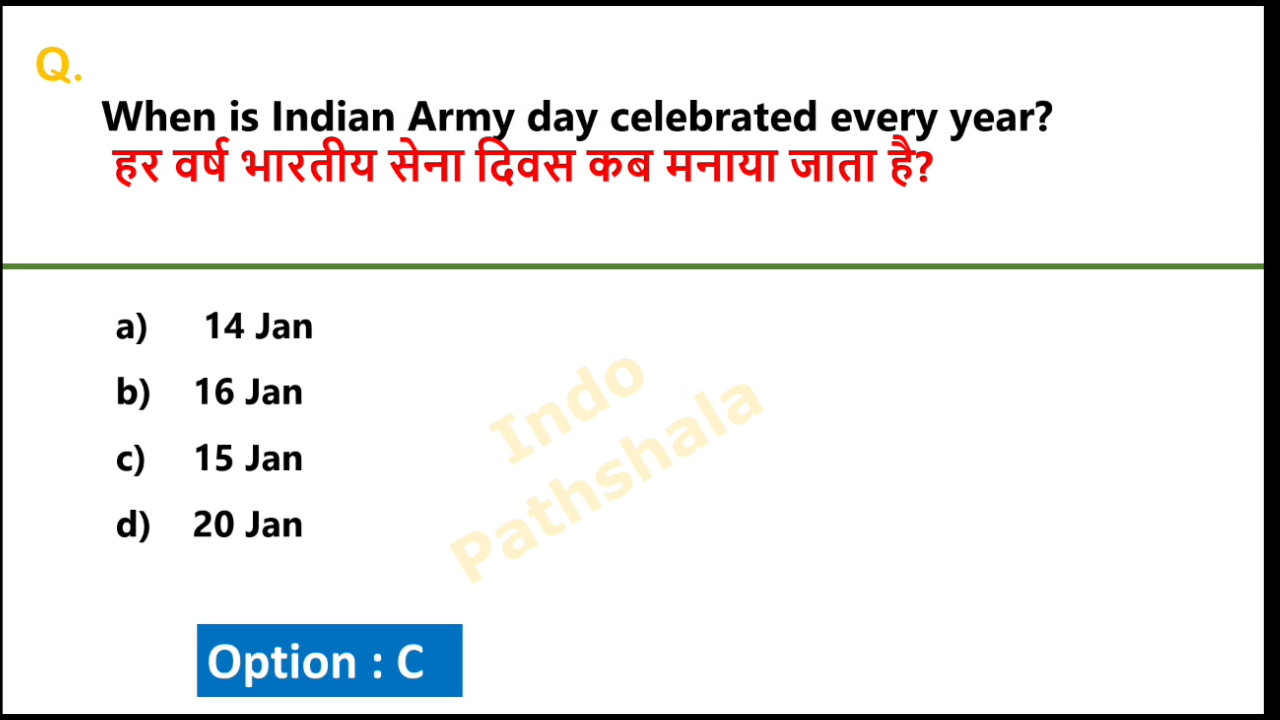 Q.
When is Indian Army day celebrated every year?
हर वर्ष भारतीय सेना दिवस कब मनाया जाता है?
a) 14 Jan
b) 16 Jan
c) 15 Jan
d) 20 Jan
Indo
Pathshala
Option : C